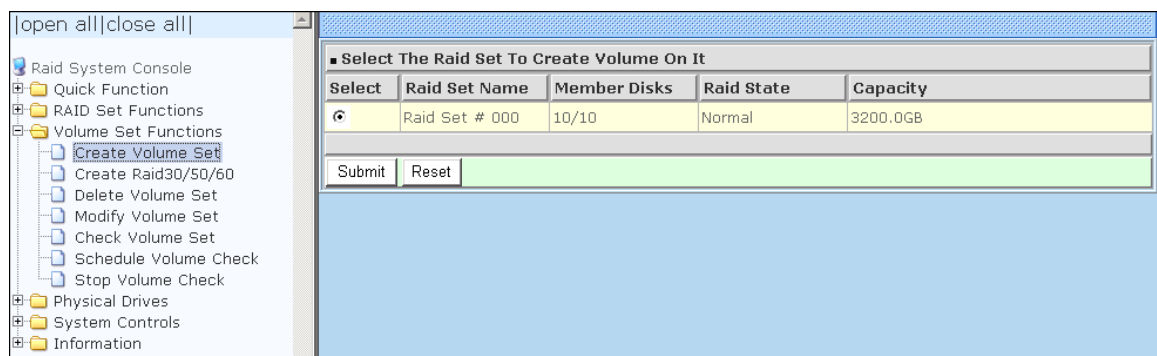 |open all|close all|
Raid System Console
Quick Function
RAID Set Functions
Volume Set Functions
Create Volume Set
Create Raid30/50/60
Delete Volume Set
Modify Volume Set
Check Volume Set
Schedule Volume Check
Stop Volume Check
Physical Drives
System Controls
Information
Select The Raid Set To Create Volume On It
Select Raid Set Name Member Disks Raid State Capacity
Raid Set # 000 10/10 Normal 3200.0GB
Submit Reset